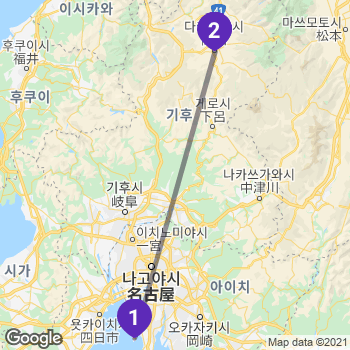 이시카와
41
2
다
시
마쓰모토시
松本
후쿠이시
福井
후쿠이
기후
게로시
下呂
나카쓰가와시
中津川
기후시
岐阜
이치노미야시
一宮
시가
나고야시
名古屋
아이치
욧카이치
四日市
1
오카자키시
岡崎
Google
Map data ©2021